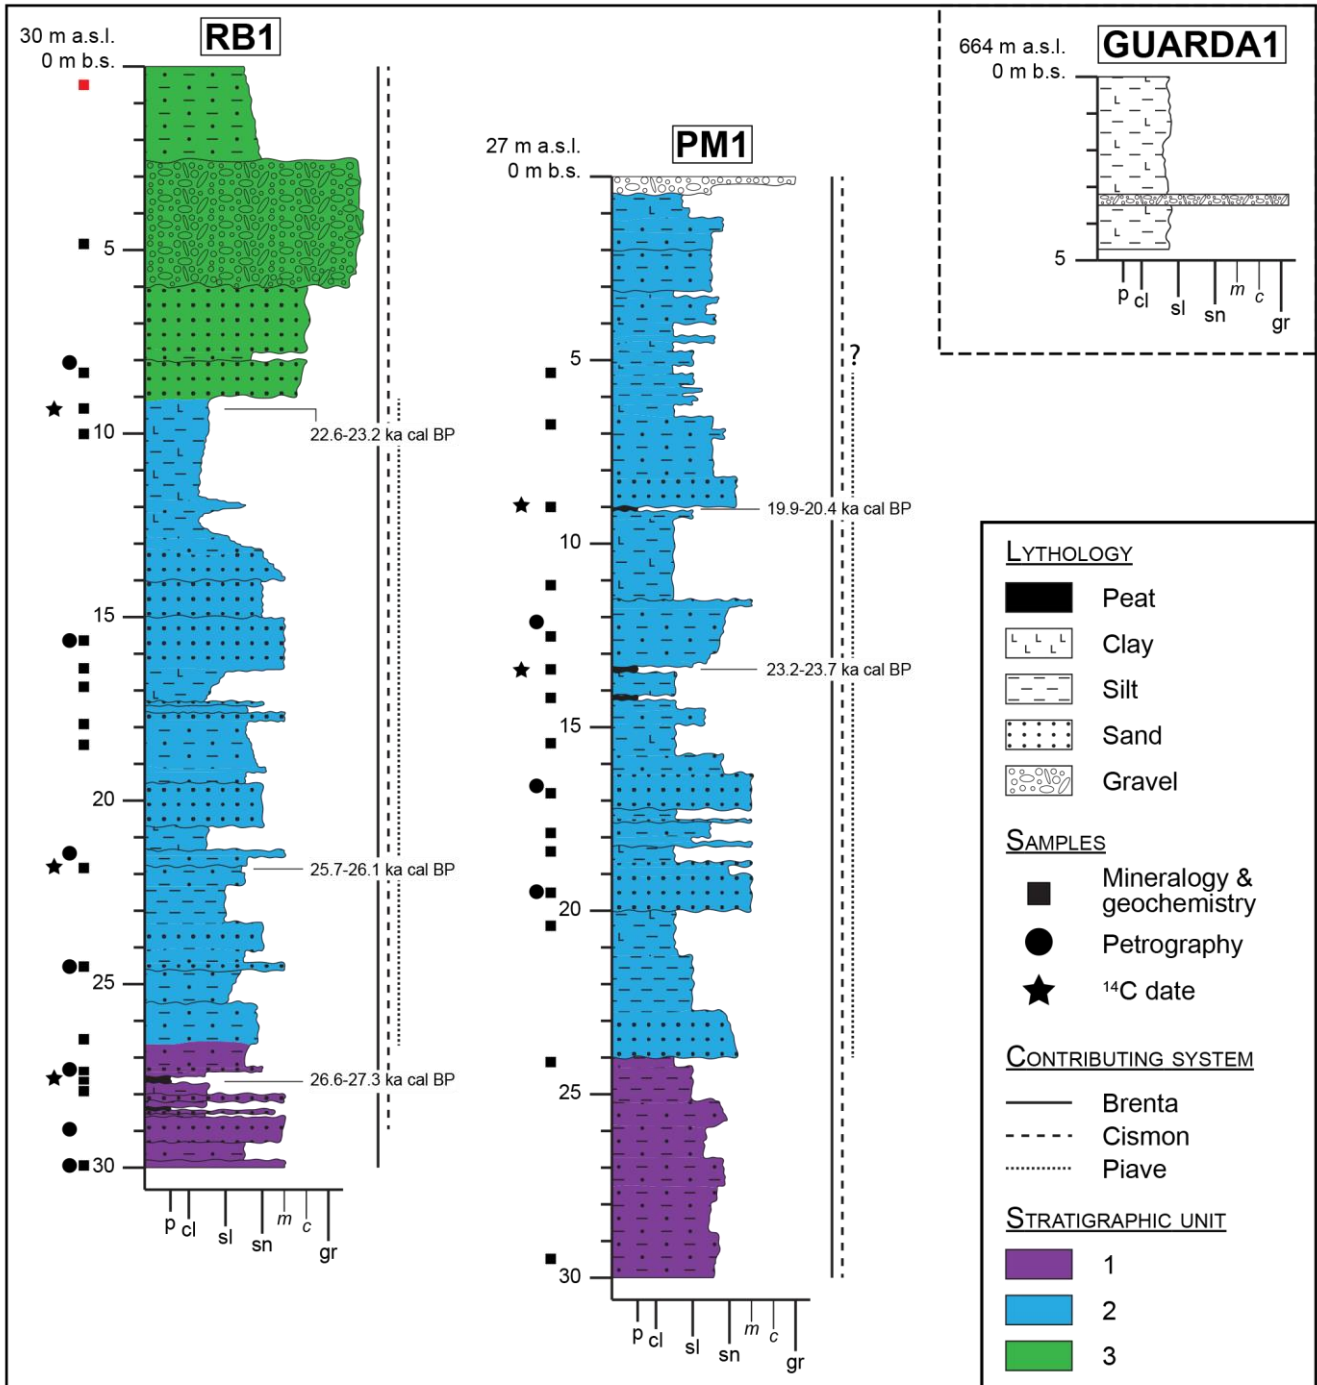 RB1
30 m a.s.l.
0 m b.s.
5
10
15
20
25
30
22.6-23.2 ka cal BP
25.7-26.1 ka cal BP
26.6-27.3 ka cal BP
p cl sl sn m c gr
PM1
27 m a.s.l.
0 m b.s.
5
10
15
20
25
30
?
19.9-20.4 ka cal BP
23.2-23.7 ka cal BP
p cl sl sn m c gr
GUARDA1
664 m a.s.l.
0 m b.s.
5
p cl sl sn m c gr
LYTHOLOGY
Peat
Clay
Silt
Sand
Gravel
SAMPLES
Mineralogy &
geochemistry
Petrography
14C date
CONTRIBUTING SYSTEM
Brenta
Cismon
Piave
STRATIGRAPHIC UNIT
1
2
3